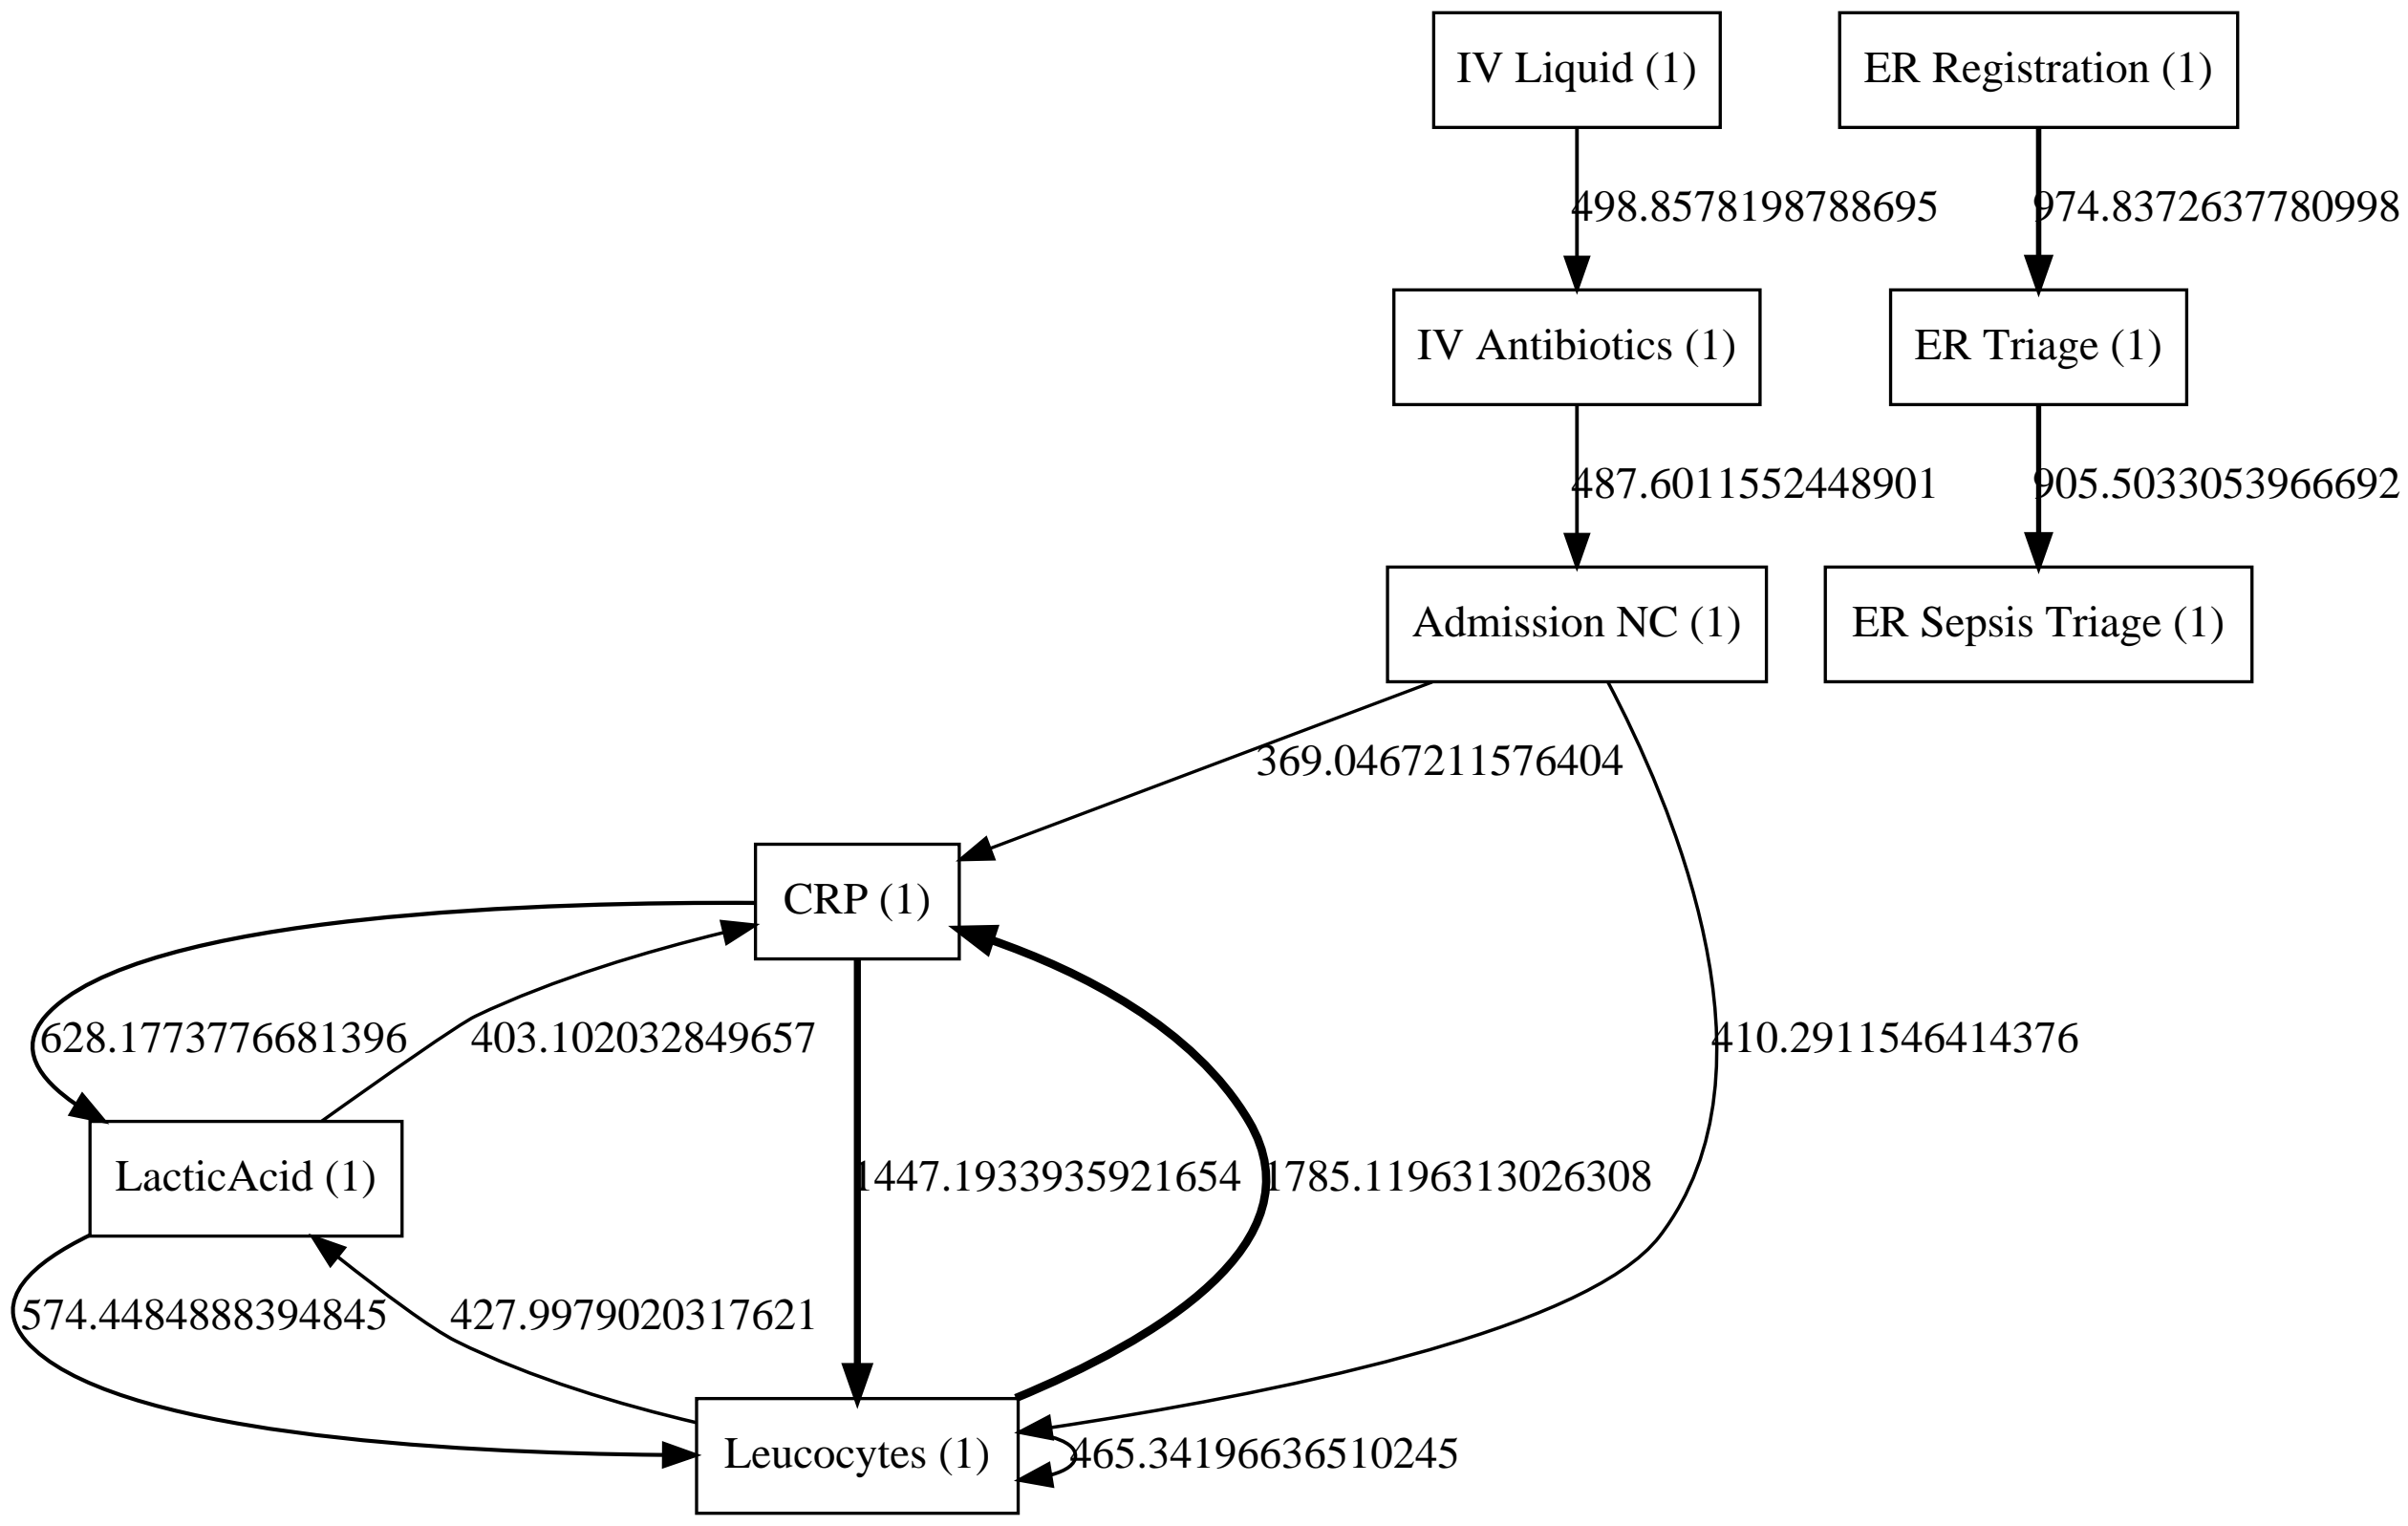 IV Liquid (1)
ER Registration (1)
498.8578198788695
974.8372637780998
IV Antibiotics (1)
ER Triage (1)
487.6011552448901
905.5033053966692
Admission NC (1)
ER Sepsis Triage (1)
369.0467211576404
CRP (1)
628.1773776681396
403.102032849657
410.2911546414376
LacticAcid (1)
1447.1933935921654
1785.1196313026308
574.4484888394845
427.9979020317621
Leucocytes (1)
465.34196636510245